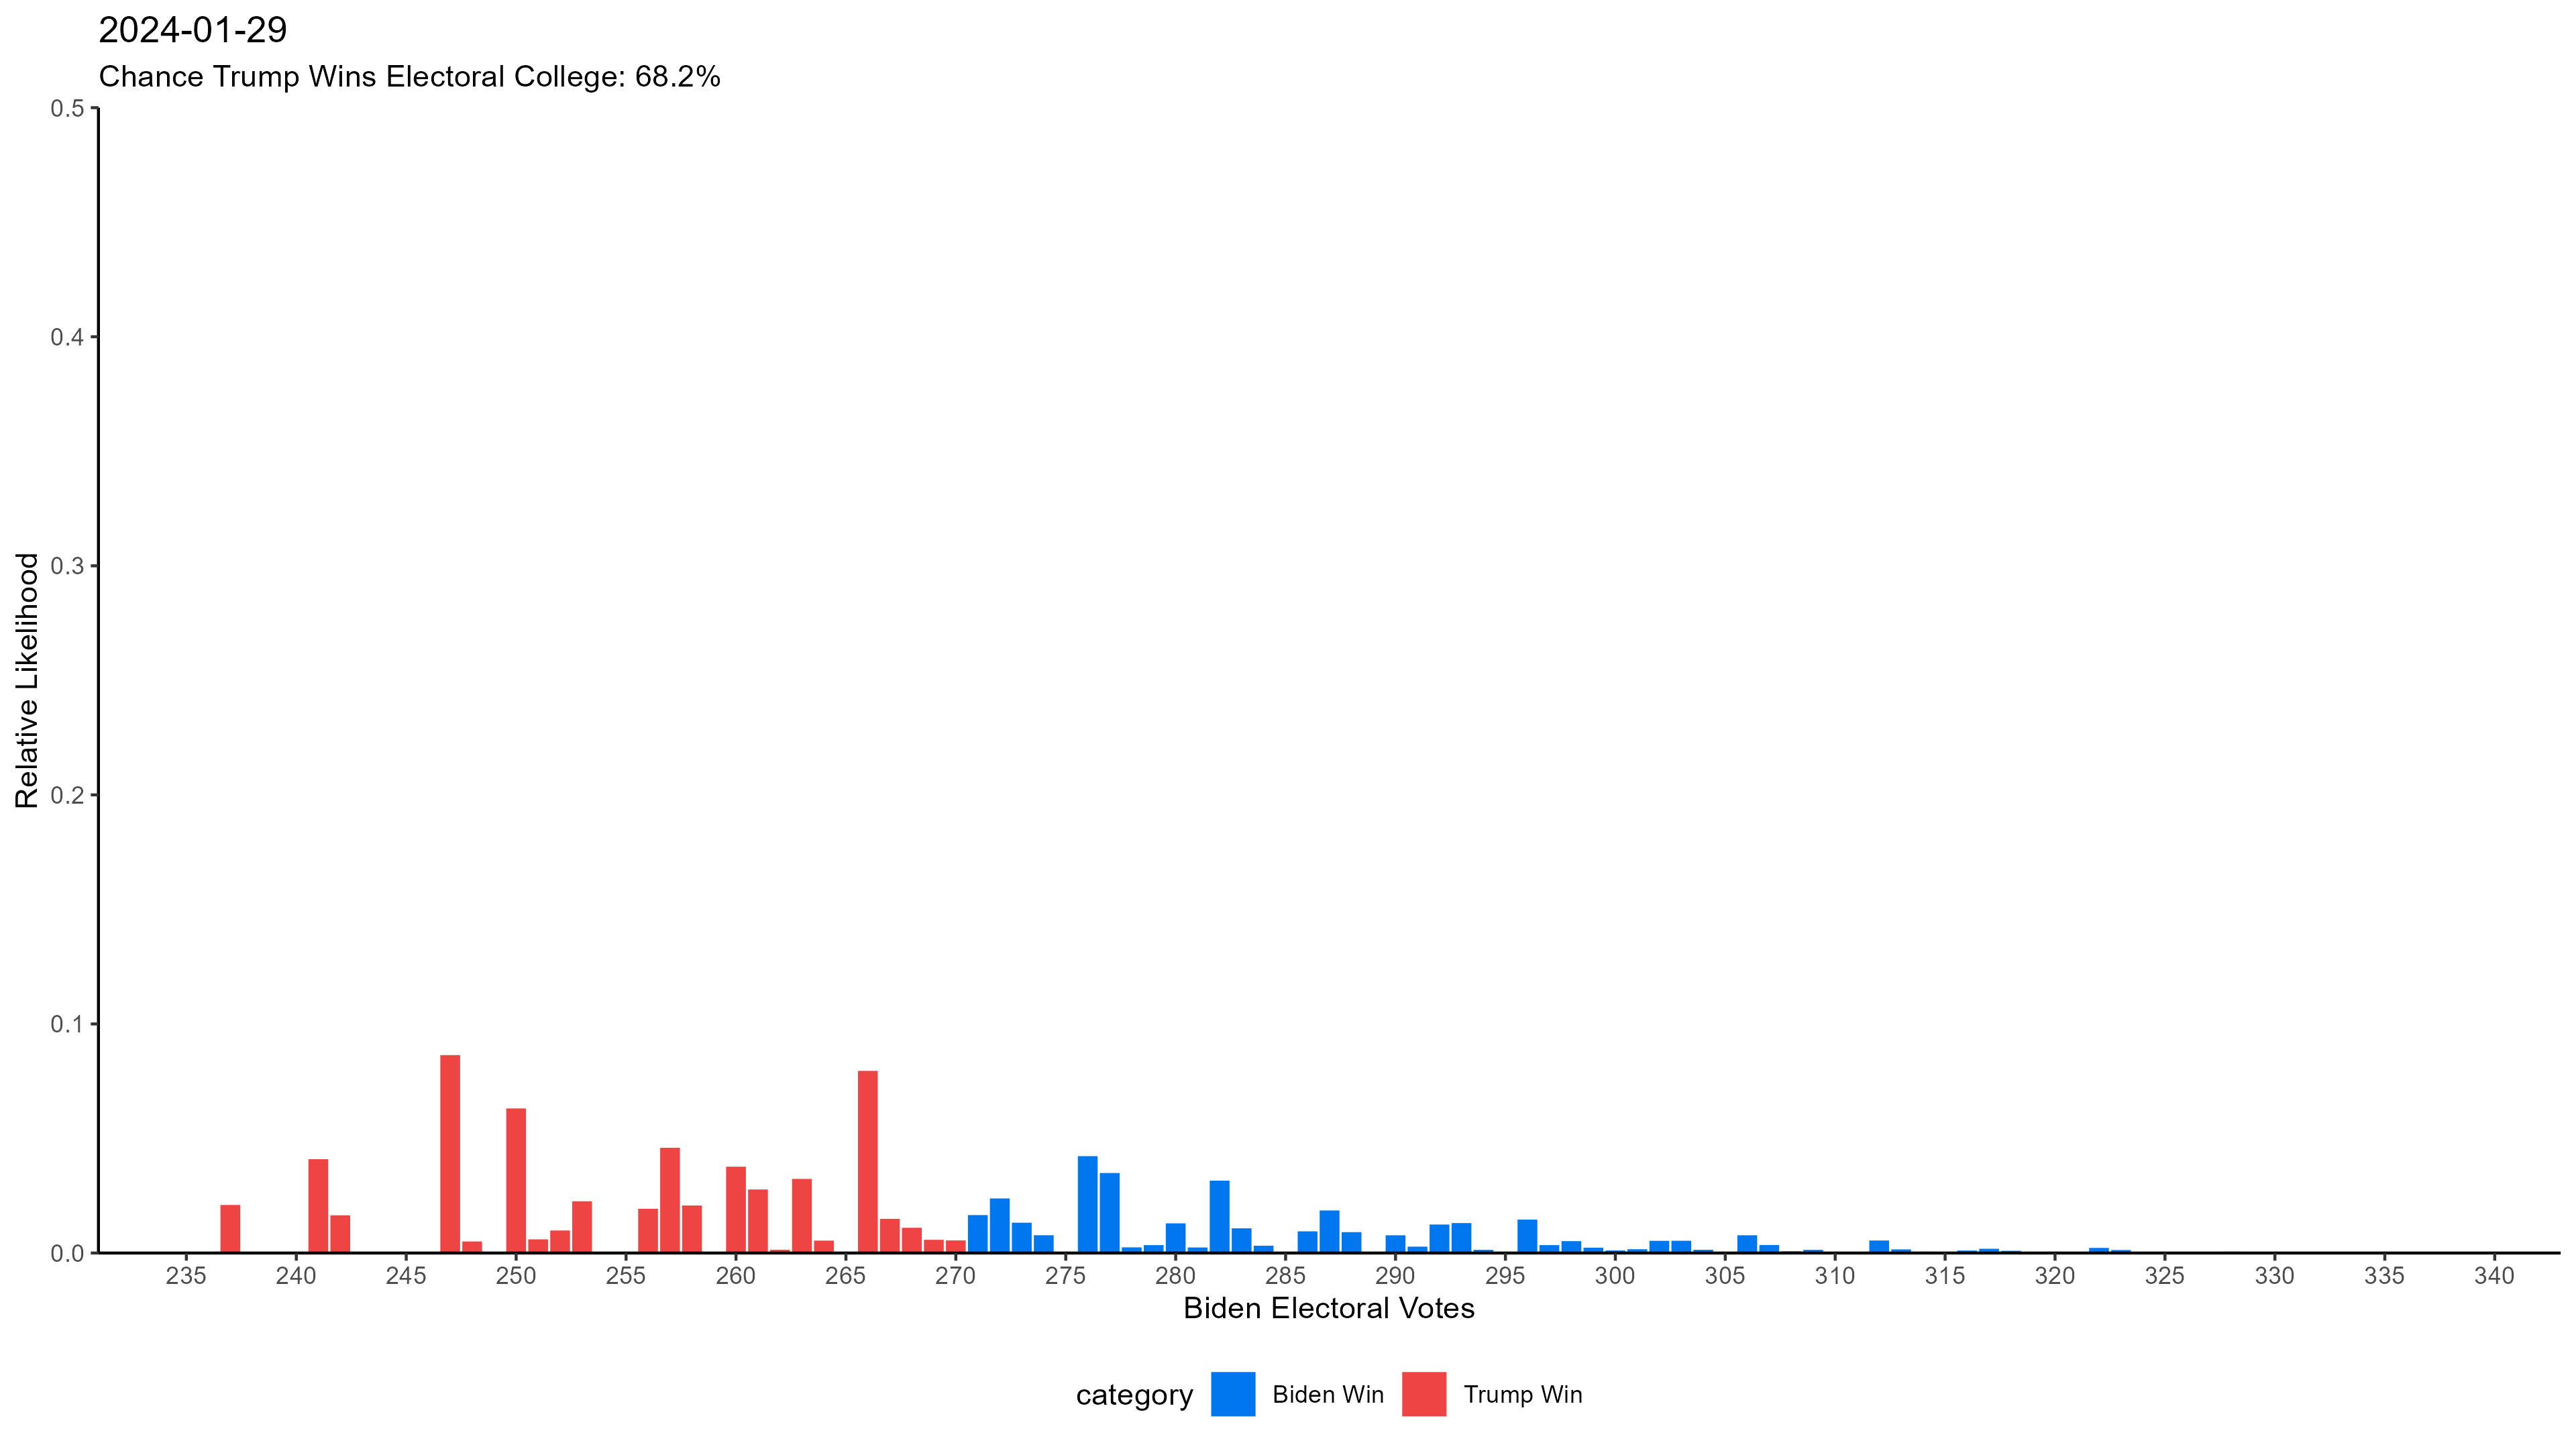 2024-01-29
Chance Trump Wins Electoral College: 68.2%
0.5
0.4
0.3
0.2
0.1
0.0
Relative Likelihood
235 240 245 250 255 260 265 270 275 280 285 290 295 300 305 310 315 320 325 330 335 340
Biden Electoral Votes
category Biden Win Trump Win